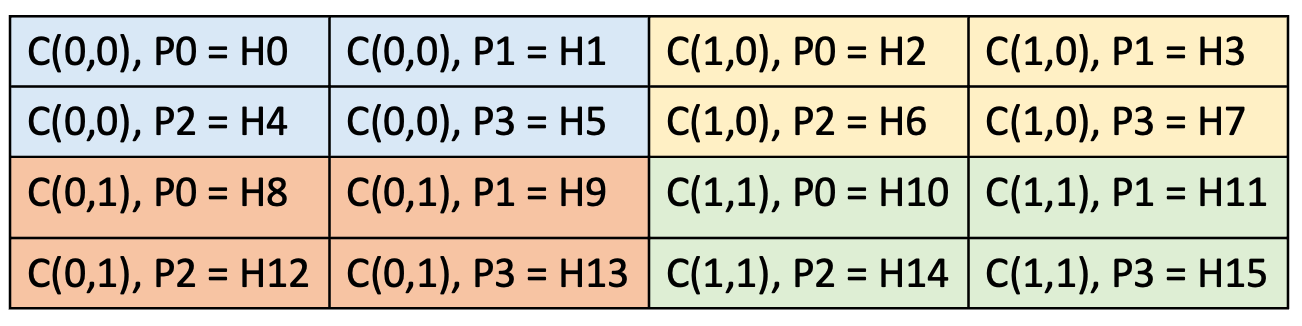 C(0,0), P0 = H0 C(0,0), P1 = H1 C(1,0), P0 = H2 C(1,0), P1 = H3
C(0,0), P2 = H4 C(0,0), P3 = H5 C(1,0), P2 = H6 C(1,0), P3 = H7
C(0,1), P0 = H8 C(0,1), P1 = H9 C(1,1), P0 = H10 C(1,1), P1 = H11
C(0,1), P2 = H12 C(0,1), P3 = H13 C(1,1), P2 = H14 C(1,1), P3 = H15